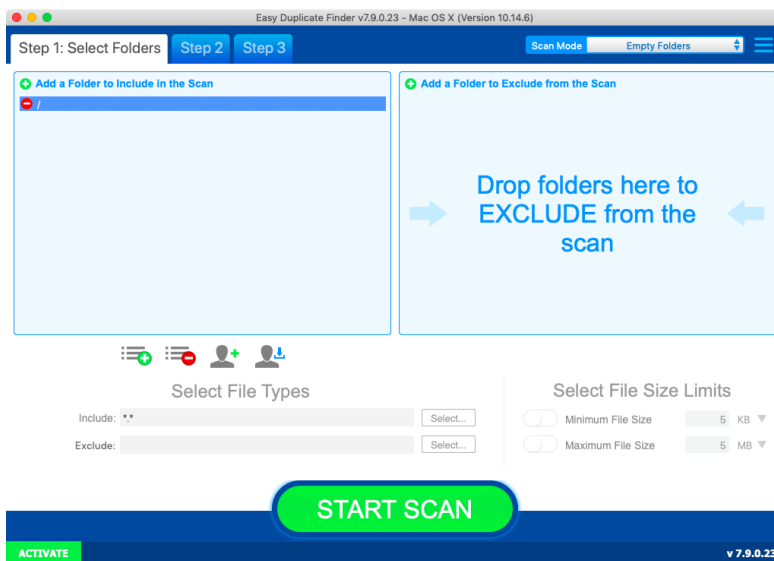 Easy Duplicate Finder v7.9.0.23 - Mac OS X (Version 10.14.6)
Step 1: Select Folders
Step 2
Step 3
Scan Mode
Empty Folders
Add a Folder to Include in the Scan
/
Add a Folder to Exclude from the Scan
Drop folders here to
EXCLUDE from the
scan
Select File Types
Include: *.*
Select...
Exclude:
Select...
Select File Size Limits
Minimum File Size 5 KB
Maximum File Size 5 MB
START SCAN
ACTIVATE
v 7.9.0.23